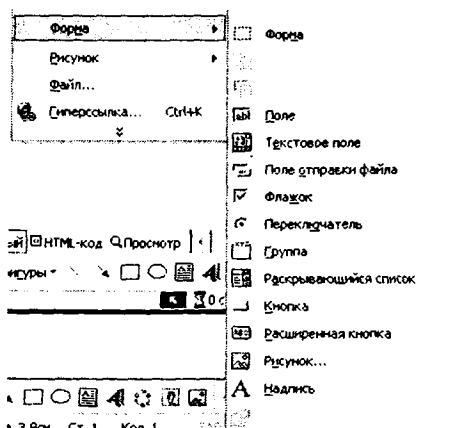 Форма
Рисунок
Файл...
Гиперссылка... Ctrl+K
HTML-код Просмотр
Форма
Поле
Текстовое поле
Поле отправки файла
Флажок
Переключатель
Группа
Раскрывающийся список
Кнопка
Расширенная кнопка
Рисунок...
Надпись